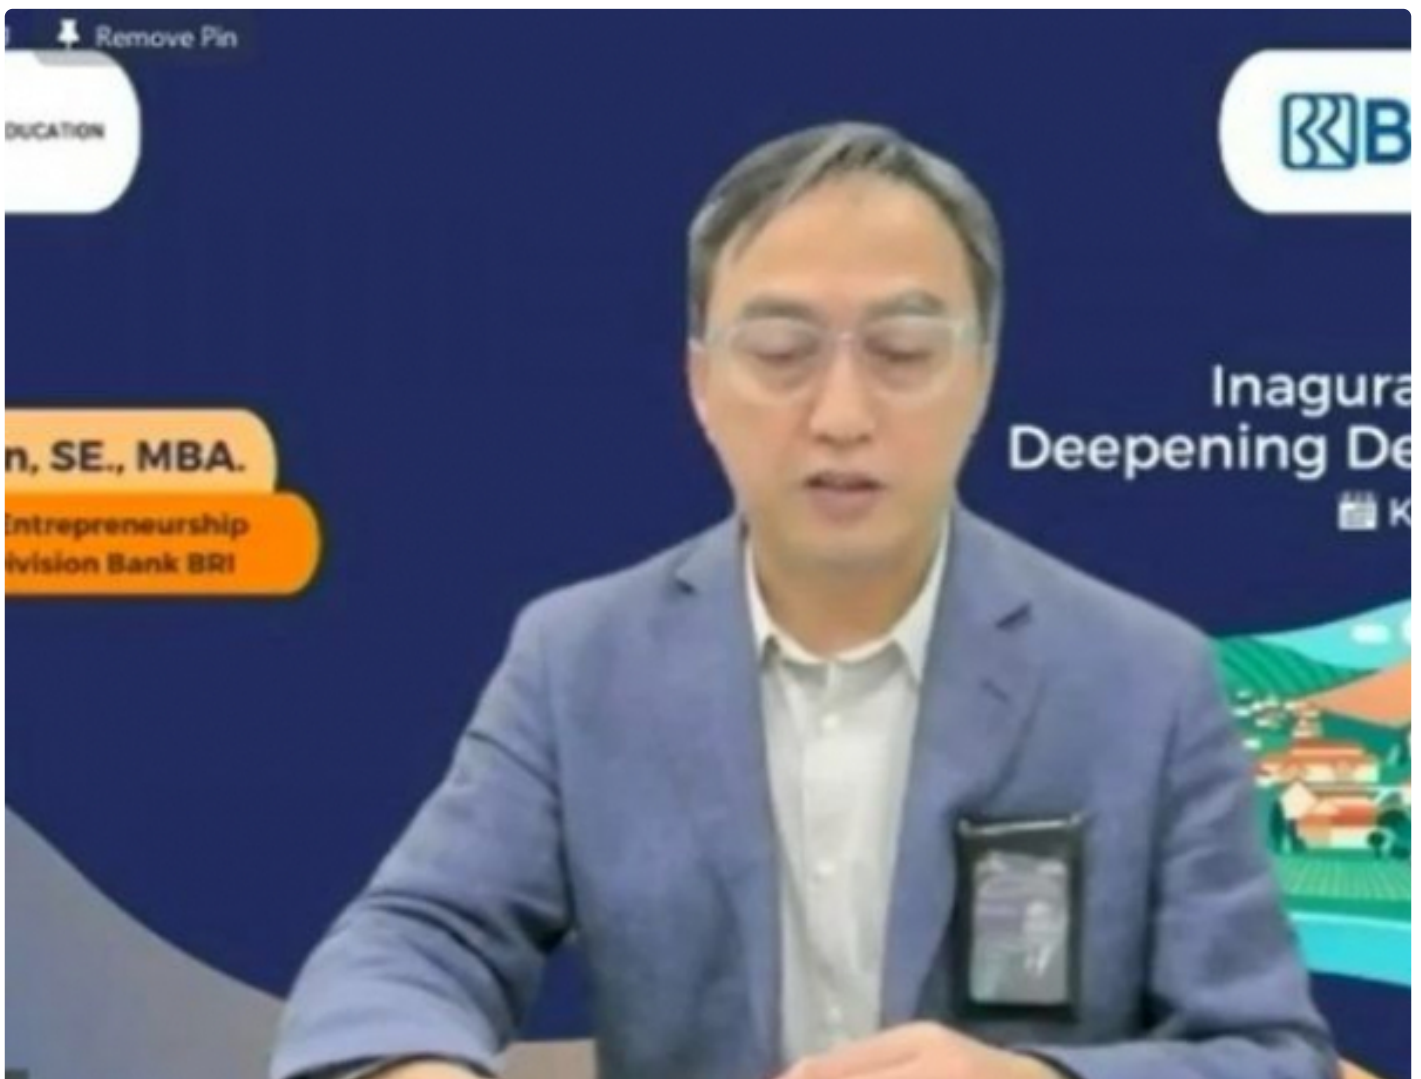 Remove Pin
DUCATION
B
n, SE., MBA.
Entrepreneurship
ivision Bank BRI
Inagura
Deepening De
K